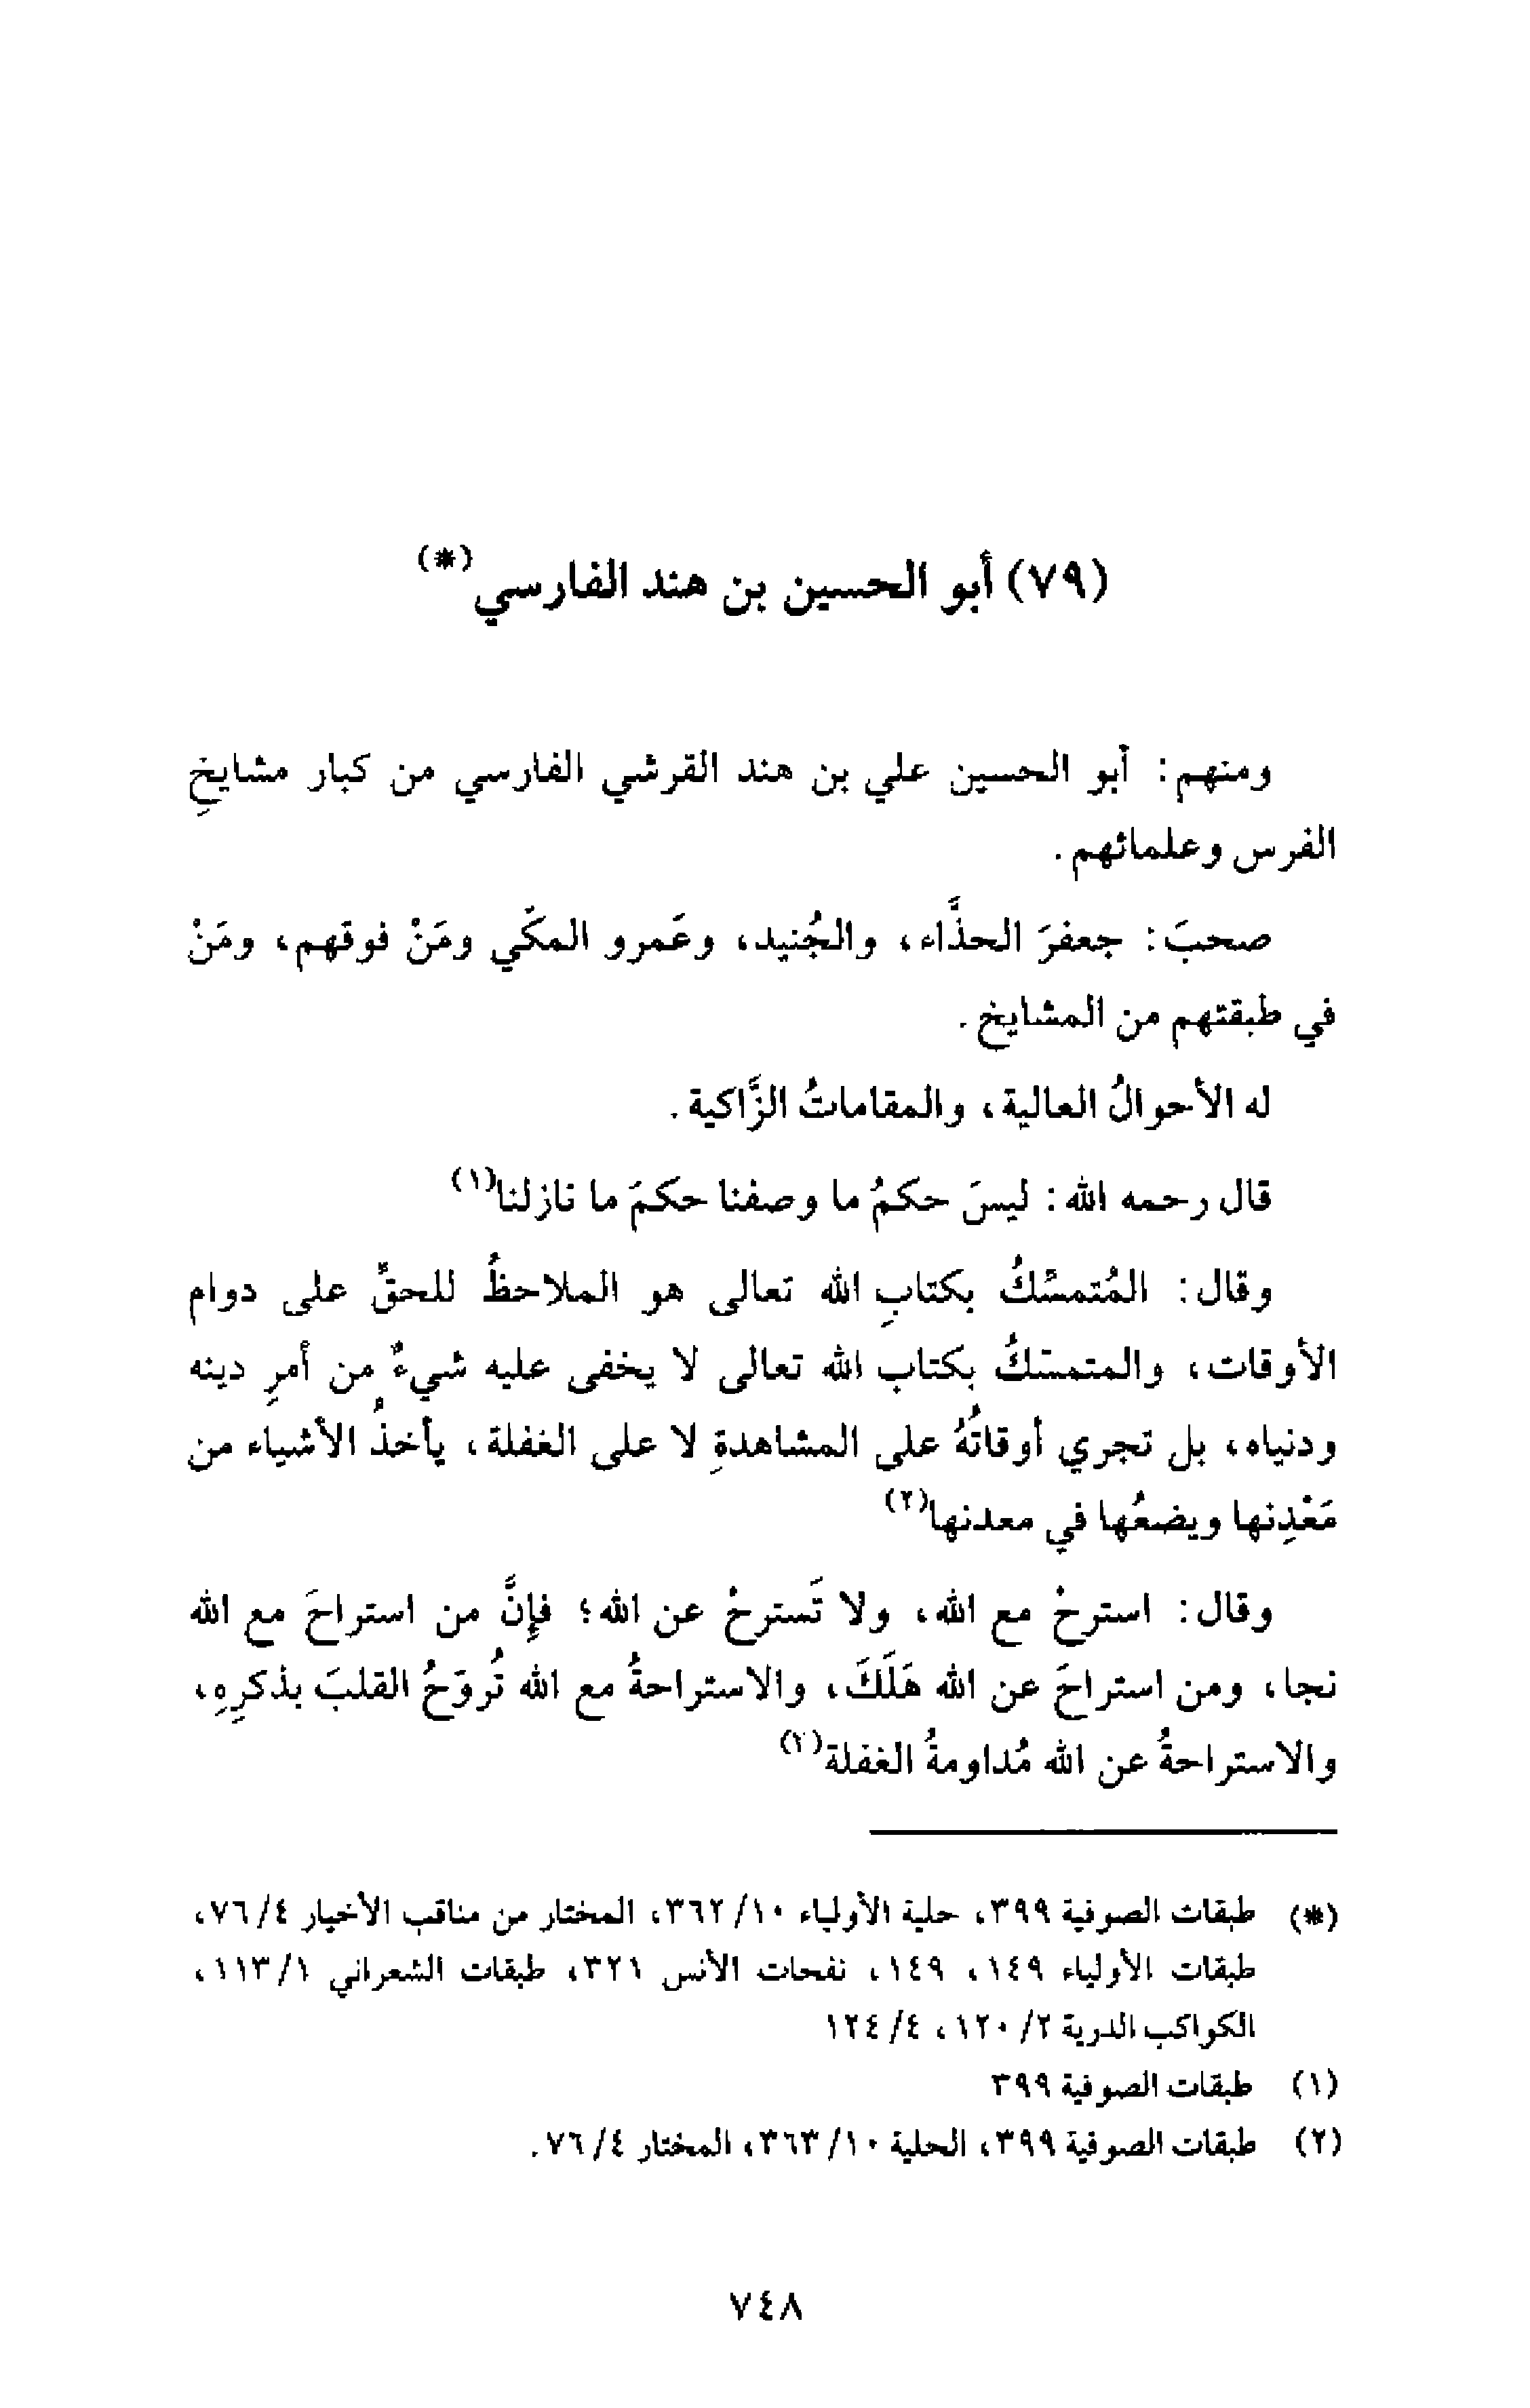 (٧٩) أبو الحسين بن هند الفارسي(*)
ومنهم: أبو الحسين علي بن هند القرشي الفارسي من كبار مشايخِ
الفرس وعلمائهم.
صحبَ: جعفرَ الحذَّاء، والجُنيد، وعَمرو المكّي ومَنْ فوقهم، ومَنْ
في طبقتهم من المشايخ.
له الأحوالُ العالية، والمقاماتُ الزَّاكية.
قال رحمه الله: ليسَ حكمُ ما وصفنا حكمَ ما نازلنا(١)
وقال: المُتمسّكُ بكتابِ الله تعالى هو الملاحظُ للحقِّ على دوام
الأوقات، والمتمسّكُ بكتاب الله تعالى لا يخفى عليه شيءٌ من أمرِ دينه
ودنياه، بل تجري أوقاتُهُ على المشاهدةِ لا على الغفلة، يأخذُ الأشياء من
مَعْدِنها ويضعُها في معدنها(٢)
وقال: استرحْ مع الله، ولا تَسترحْ عن الله؛ فإنَّ من استراحَ مع الله
نجا، ومن استراحَ عن الله هَلَكَ، والاستراحةُ مع الله تُروّحُ القلبَ بذكرِهِ،
والاستراحةُ عن الله مُداومةُ الغفلة(٢)
(*) طبقات الصوفية ٣٩٩، حلية الأولياء ١٠/ ٣٦٢، المختار من مناقب الأخيار ٤/ ٧٦،
طبقات الأولياء ١٤٩، ١٤٩، نفحات الأنس ٣٢١، طبقات الشعراني ١/ ١١٣،
الكواكب الدرية ٢/ ١٢٠، ٤/ ١٢٤
(١) طبقات الصوفية ٣٩٩
(٢) طبقات الصوفية ٣٩٩، الحلية ١٠/ ٣٦٣، المختار ٤/ ٧٦.
٧٤٨